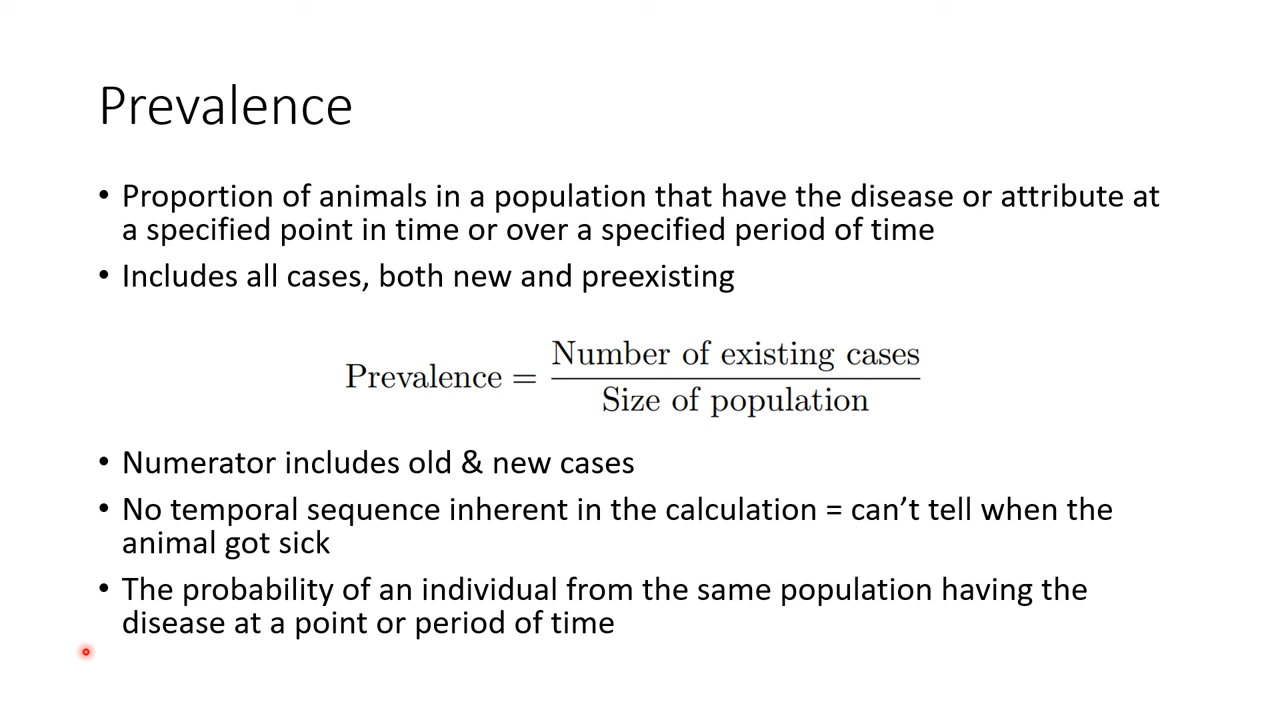 Prevalence
• Proportion of animals in a population that have the disease or attribute at
a specified point in time or over a specified period of time
• Includes all cases, both new and preexisting
Prevalence = Number of existing cases
Size of population
• Numerator includes old & new cases
• No temporal sequence inherent in the calculation = can’t tell when the
animal got sick
• The probability of an individual from the same population having the
disease at a point or period of time